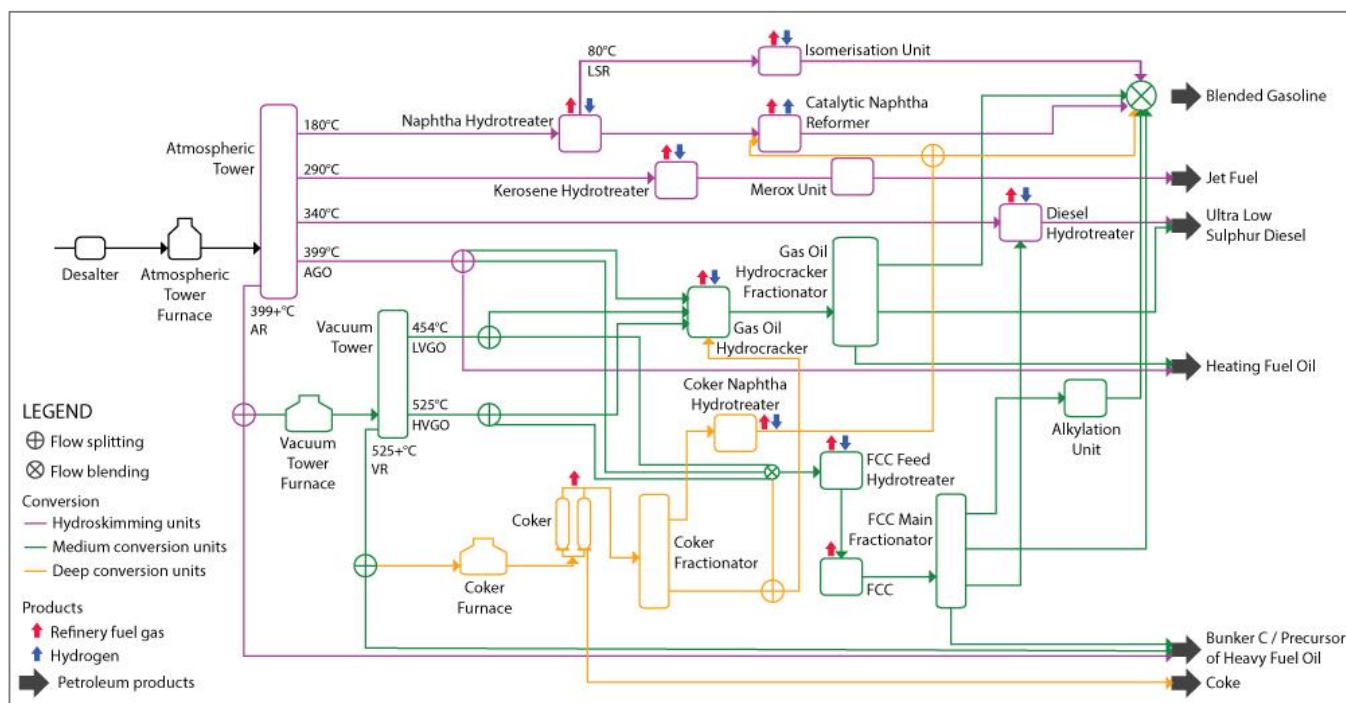 80°C
LSR
Isomerisation Unit
Blended Gasoline
Naphtha Hydrotreater
Catalytic Naphtha
Reformer
180°C
Atmospheric
Tower
290°C
Kerosene Hydrotreater
Merox Unit
Jet Fuel
340°C
Diesel
Hydrotreater
Ultra Low
Sulphur Diesel
399°C
AGO
Desalter
Atmospheric
Tower
Furnace
399+°C
AR
Gas Oil
Hydrocracker
Fractionator
Vacuum
Tower
454°C
LVGO
Gas Oil
Hydrocracker
Heating Fuel Oil
Coker Naphtha
Hydrotreater
525°C
HVGO
Alkylation
Unit
Vacuum
Tower
Furnace
525+°C
VR
FCC Feed
Hydrotreater
Coker
Coker
Fractionator
FCC Main
Fractionator
FCC
Coker
Furnace
Bunker C / Precursor
of Heavy Fuel Oil
Coke
LEGEND
Flow splitting
Flow blending
Conversion
Hydroskimming units
Medium conversion units
Deep conversion units
Products
Refinery fuel gas
Hydrogen
Petroleum products